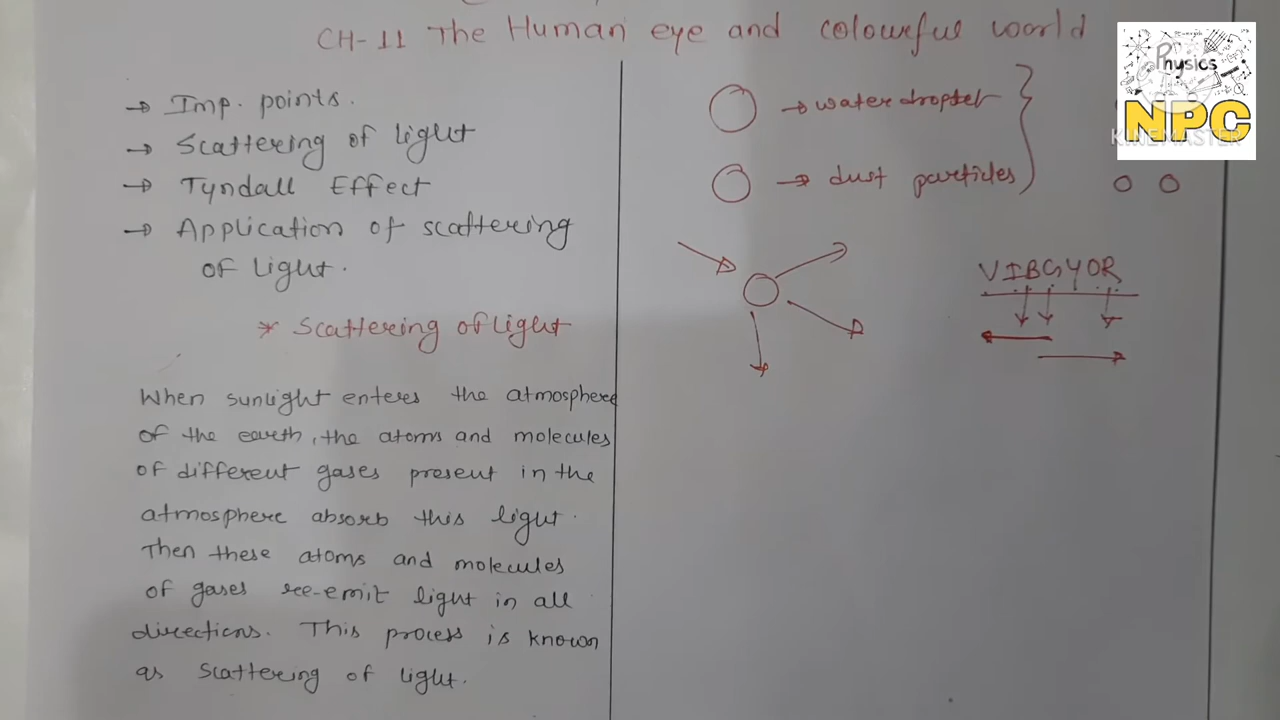 CH-11 The Human eye and colourful world
→ Imp. points.
→ Scattering of light
→ Tyndall Effect
→ Application of scattering
of light.
* Scattering of light
When sunlight enters the atmosphere
of the earth, the atoms and molecules
of different gases present in the
atmosphere absorb this light.
Then these atoms and molecules
of gases re-emit light in all
directions. This process is known
as scattering of light.
→ water droplet
→ dust particles
VIBGYOR
Physics
NPC
KINEMASTER